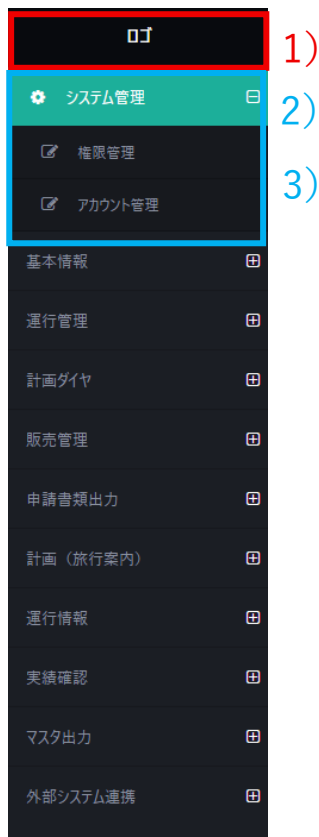 ロゴ
1)
システム管理
2)
権限管理
3)
アカウント管理
基本情報
運行管理
計画ダイヤ
販売管理
申請書類出力
計画（旅行案内）
運行情報
実績確認
マスタ出力
外部システム連携